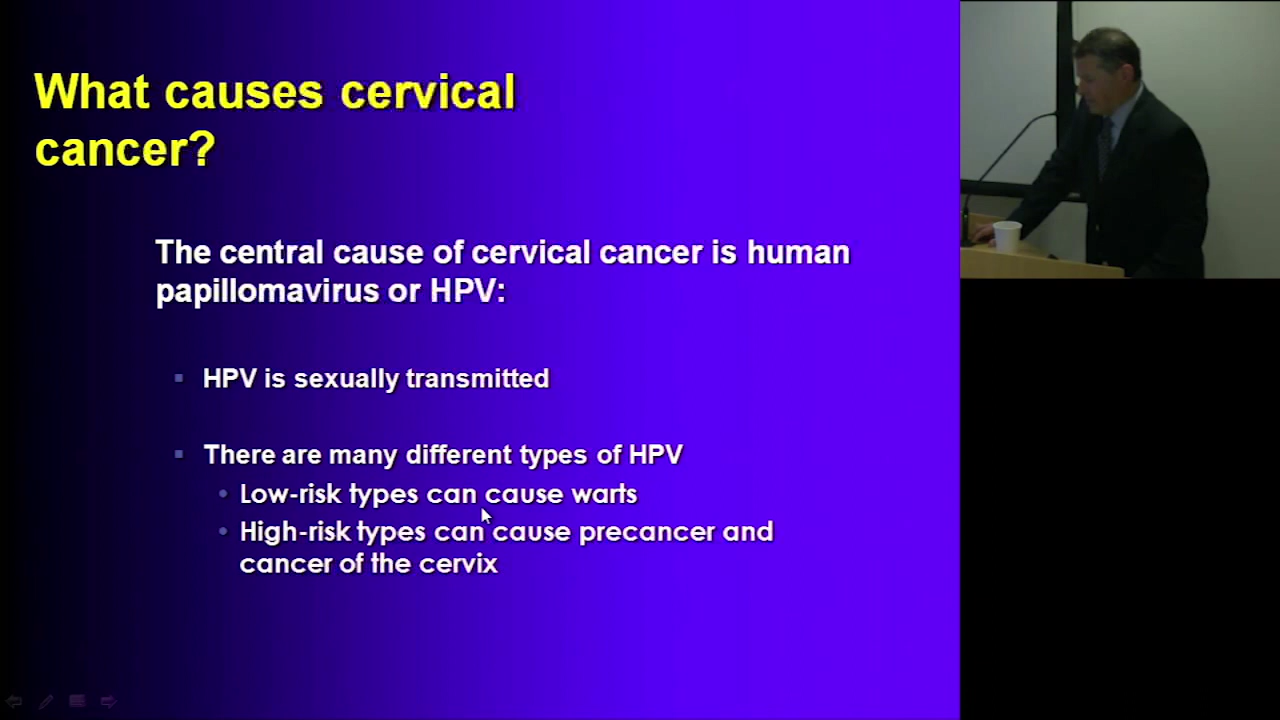 What causes cervical
cancer?
The central cause of cervical cancer is human
papillomavirus or HPV:
HPV is sexually transmitted
There are many different types of HPV
Low-risk types can cause warts
High-risk types can cause precancer and
cancer of the cervix